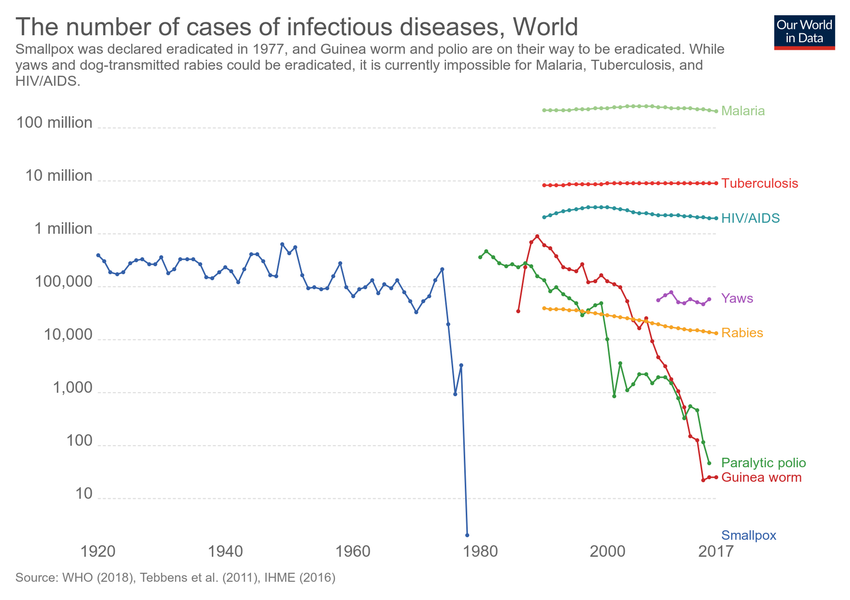 The number of cases of infectious diseases, World
Our World
in Data
Smallpox was declared eradicated in 1977, and Guinea worm and polio are on their way to be eradicated. While
yaws and dog-transmitted rabies could be eradicated, it is currently impossible for Malaria, Tuberculosis, and
HIV/AIDS.
Malaria
100 million
10 million
Tuberculosis
HIV/AIDS
1 million
100,000
Yaws
10,000
Rabies
1,000
100
Paralytic polio
Guinea worm
10
Smallpox
1920 1940 1960 1980 2000 2017
Source: WHO (2018), Tebbens et al. (2011), IHME (2016)